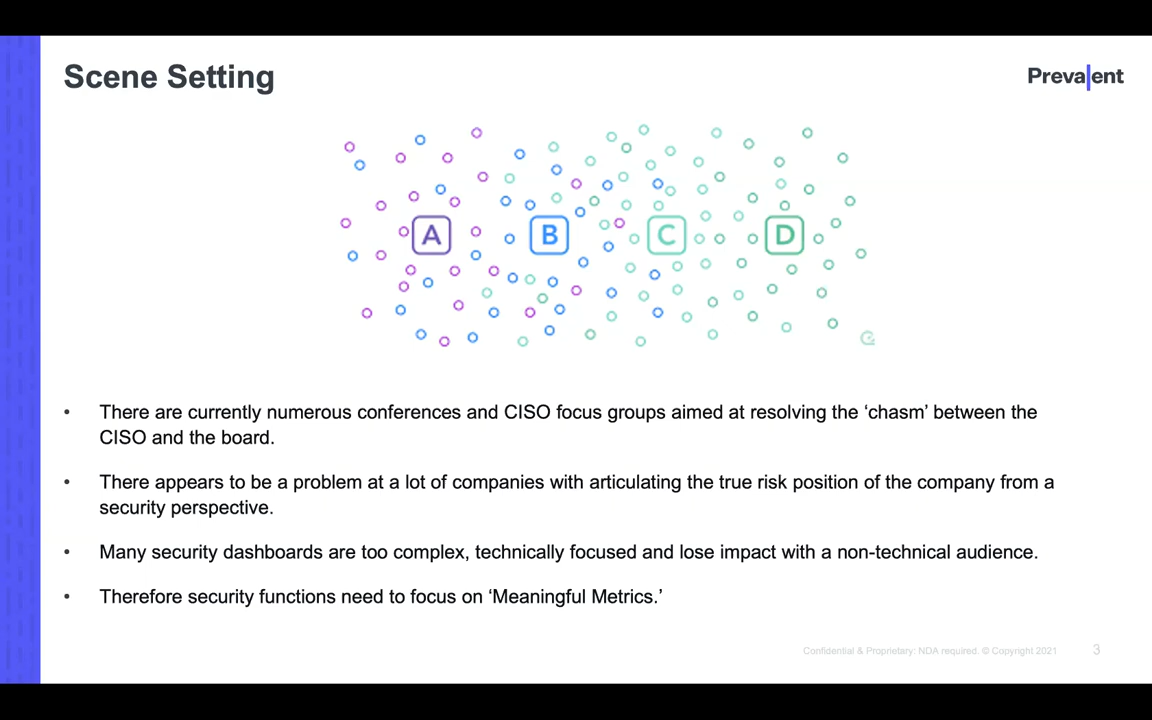 Scene Setting
Prevalent
A B C D
• There are currently numerous conferences and CISO focus groups aimed at resolving the ‘chasm’ between the
CISO and the board.
• There appears to be a problem at a lot of companies with articulating the true risk position of the company from a
security perspective.
• Many security dashboards are too complex, technically focused and lose impact with a non-technical audience.
• Therefore security functions need to focus on ‘Meaningful Metrics.’
Confidential & Proprietary: NDA required. © Copyright 2021 3